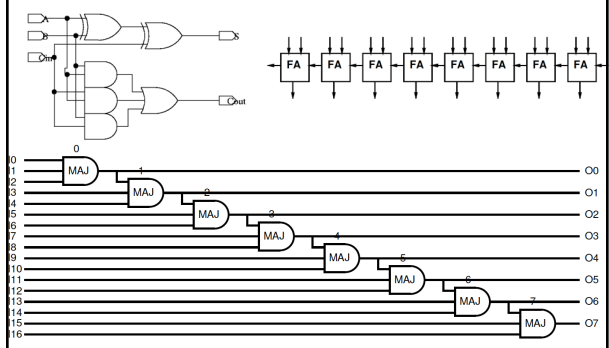 A
B
Cin
S
Cout
FA FA FA FA FA FA FA FA
0
I0
I1
I2
MAJ
O0
1
I3
I4
MAJ
O1
2
I5
I6
MAJ
O2
3
I7
I8
MAJ
O3
4
I9
I10
MAJ
O4
5
I11
I12
MAJ
O5
6
I13
I14
MAJ
O6
7
I15
I16
MAJ
O7